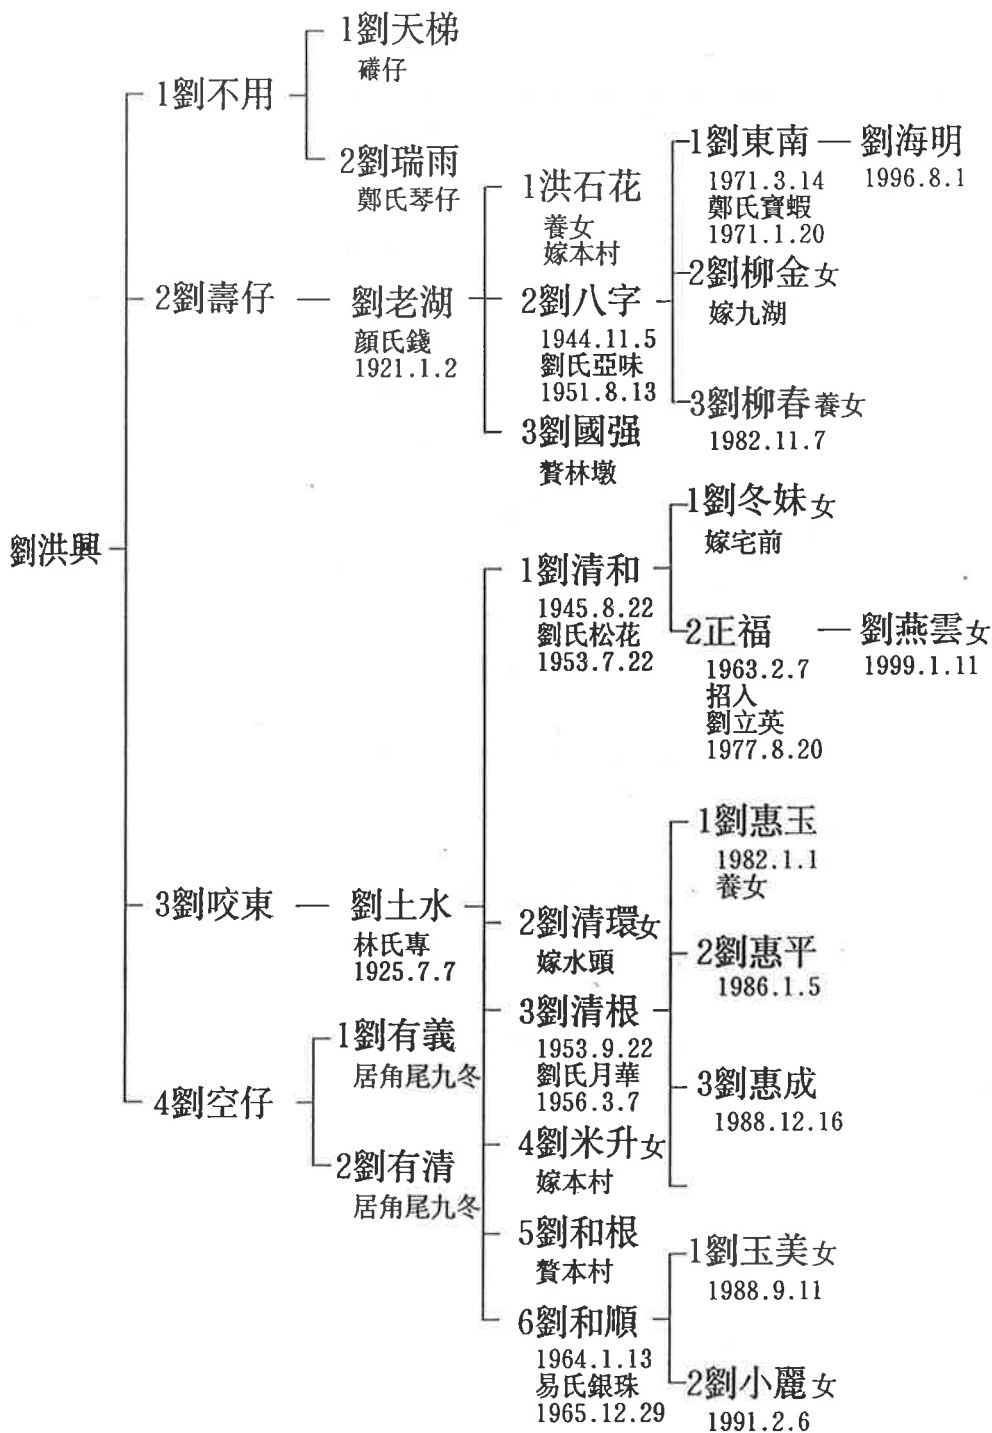 劉洪興
1劉不用
1劉天梯
礤仔
2劉瑞雨
鄭氏琴仔
2劉壽仔
劉老湖
顏氏錢
1921.1.2
1洪石花
養女
嫁本村
2劉八字
1944.11.5
劉氏亞味
1951.8.13
1劉東南
1971.3.14
鄭氏寶蝦
1971.1.20
劉海明
1996.8.1
2劉柳金女
嫁九湖
3劉柳春養女
1982.11.7
3劉國强
贅林墩
3劉咬東
劉土水
林氏專
1925.7.7
1劉清和
1945.8.22
劉氏松花
1953.7.22
1劉冬妹女
嫁宅前
2正福
1963.2.7
招入
劉立英
1977.8.20
劉燕雲女
1999.1.11
2劉清環女
嫁水頭
3劉清根
1953.9.22
劉氏月華
1956.3.7
1劉惠玉
1982.1.1
養女
2劉惠平
1986.1.5
3劉惠成
1988.12.16
4劉米升女
嫁本村
5劉和根
贅本村
6劉和順
1964.1.13
易氏銀珠
1965.12.29
1劉玉美女
1988.9.11
2劉小麗女
1991.2.6
4劉空仔
1劉有義
居角尾九冬
2劉有清
居角尾九冬